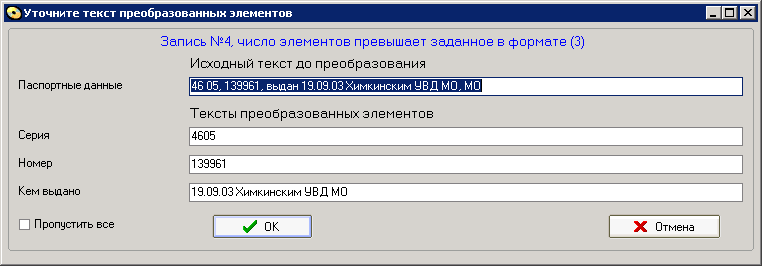 Уточните текст преобразованных элементов
Запись №4, число элементов превышает заданное в формате (3)
Исходный текст до преобразования
Паспортные данные 46 05, 139961, выдан 19.09.03 Химкинским УВД МО, МО
Тексты преобразованных элементов
Серия 4605
Номер 139961
Кем выдано 19.09.03 Химкинским УВД МО
Пропустить все OK Отмена